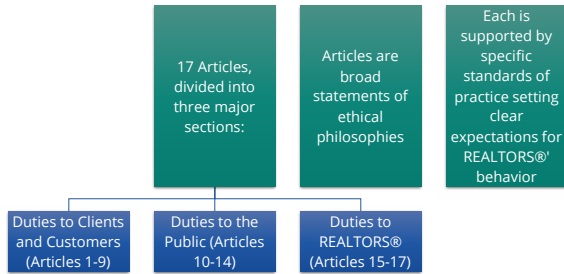 17 Articles,
divided into
three major
sections:
Articles are
broad
statements of
ethical
philosophies
Each is
supported by
specific
standards of
practice setting
clear
expectations for
REALTORS®'
behavior
Duties to Clients
and Customers
(Articles 1-9)
Duties to the
Public (Articles
10-14)
Duties to
REALTORS®
(Articles 15-17)